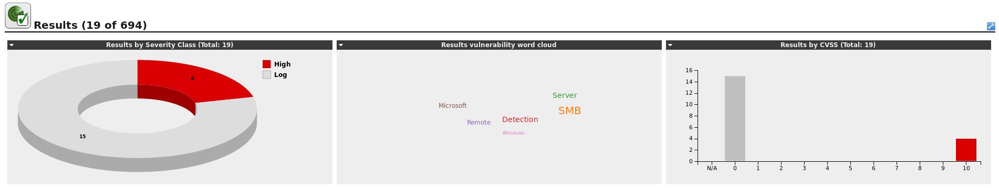 Results (19 of 694)
Results by Severity Class (Total: 19)
High
Log
4
15
Results vulnerability word cloud
Server
Microsoft
SMB
Detection
Remote
Windows
Results by CVSS (Total: 19)
16
14
12
10
8
6
4
2
0
N/A 0 1 2 3 4 5 6 7 8 9 10